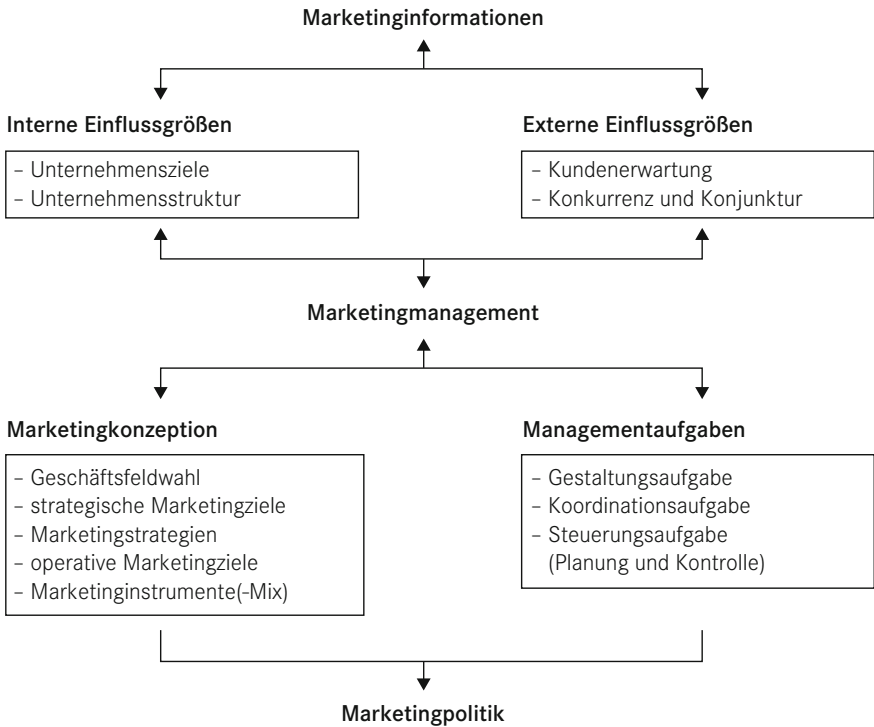 Marketinginformationen
Interne Einflussgrößen
– Unternehmensziele
– Unternehmensstruktur
Externe Einflussgrößen
– Kundenerwartung
– Konkurrenz und Konjunktur
Marketingmanagement
Marketingkonzeption
– Geschäftsfeldwahl
– strategische Marketingziele
– Marketingstrategien
– operative Marketingziele
– Marketinginstrumente(-Mix)
Managementaufgaben
– Gestaltungsaufgabe
– Koordinationsaufgabe
– Steuerungsaufgabe
(Planung und Kontrolle)
Marketingpolitik